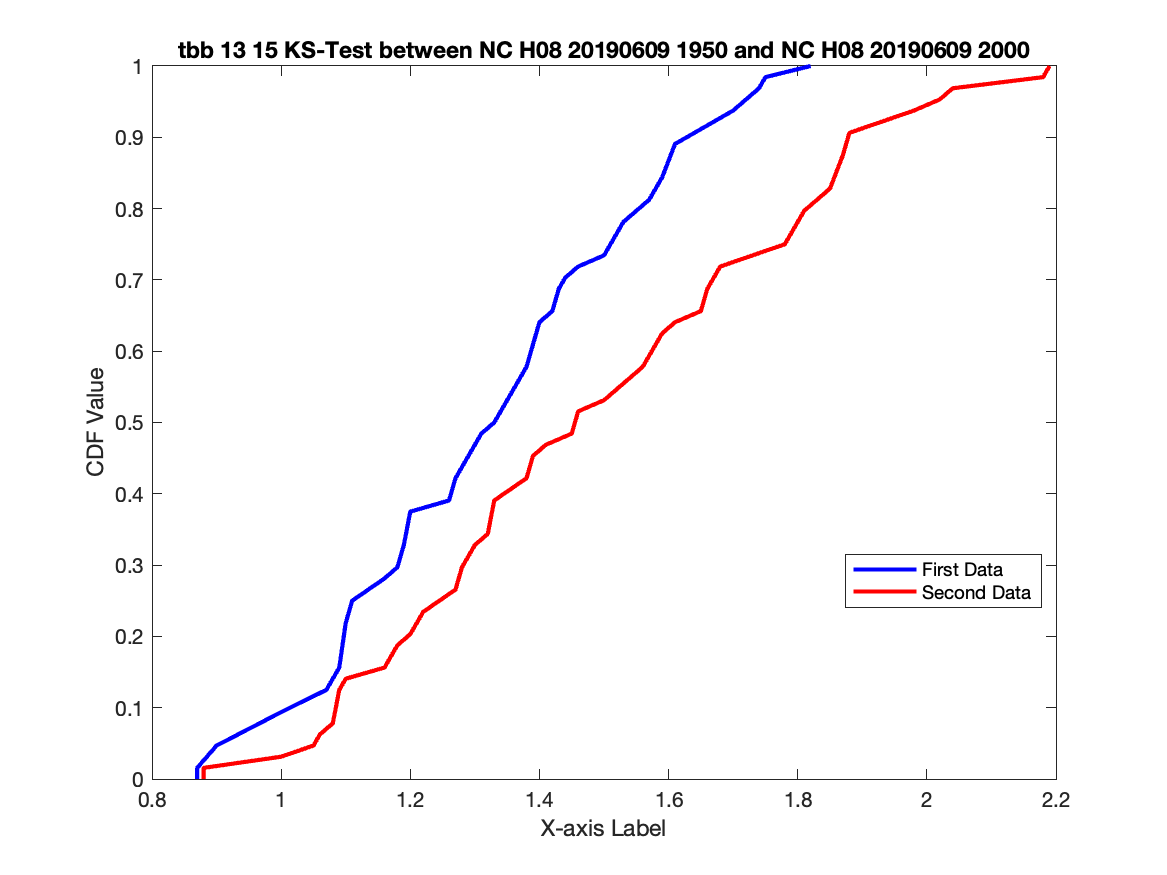 tbb 13 15 KS-Test between NC H08 20190609 1950 and NC H08 20190609 2000
1
0.9
0.8
0.7
0.6
0.5
0.4
0.3
0.2
0.1
0
CDF Value
First Data
Second Data
0.8 1 1.2 1.4 1.6 1.8 2 2.2
X-axis Label